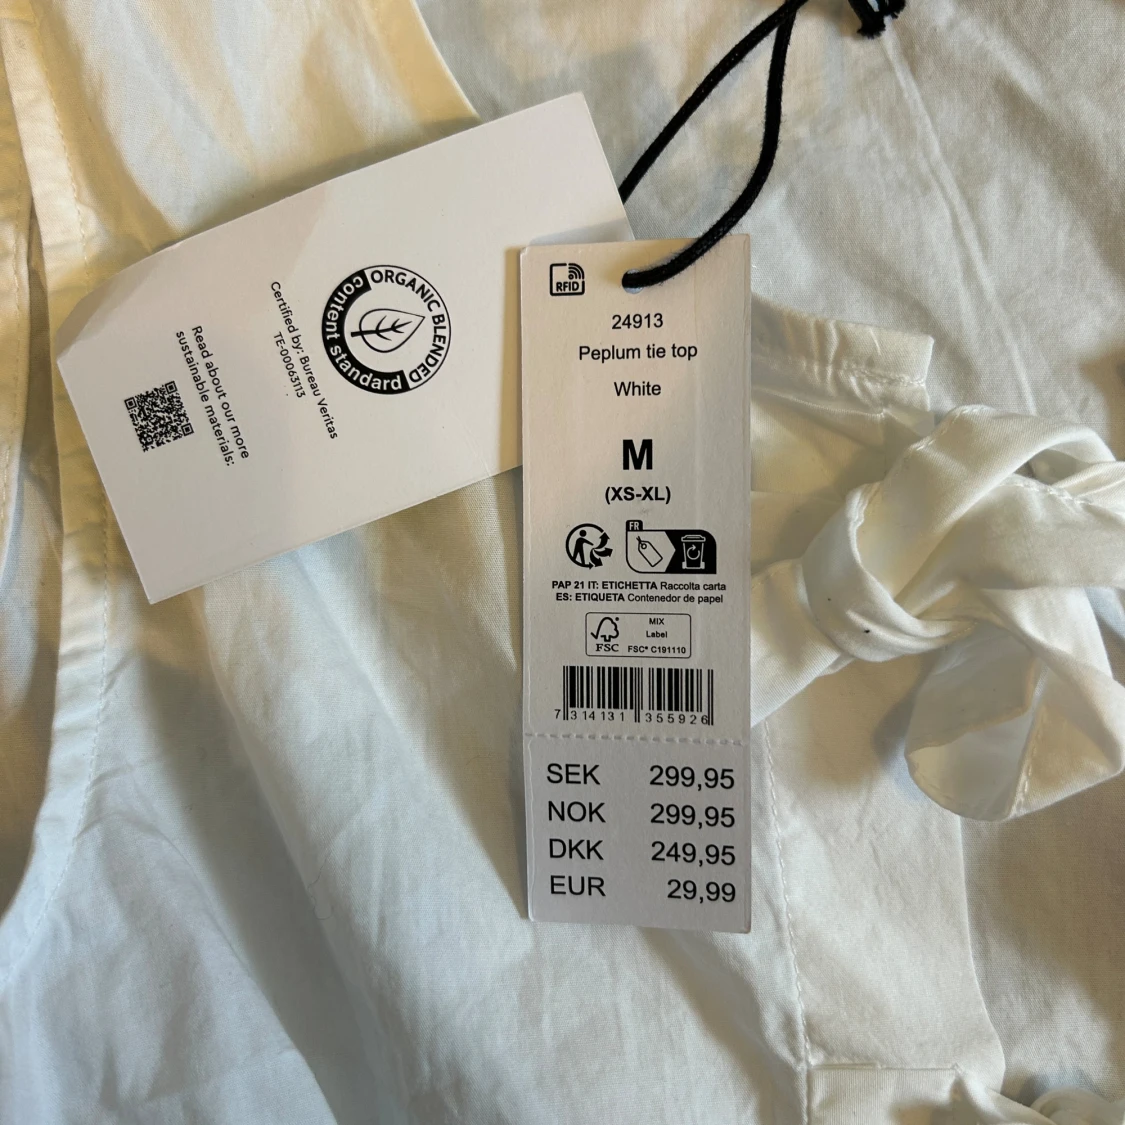 ORGANIC BLENDED
content standard
Certified by: Bureau Veritas
TE-00063113
Read about our more
sustainable materials:
RFID
24913
Peplum tie top
White
M
(XS-XL)
FR
PAP 21 IT: ETICHETTA Raccolta carta
ES: ETIQUETA Contenedor de papel
MIX
Label
FSC FSC® C191110
7 314131 355926
SEK 299,95
NOK 299,95
DKK 249,95
EUR 29,99